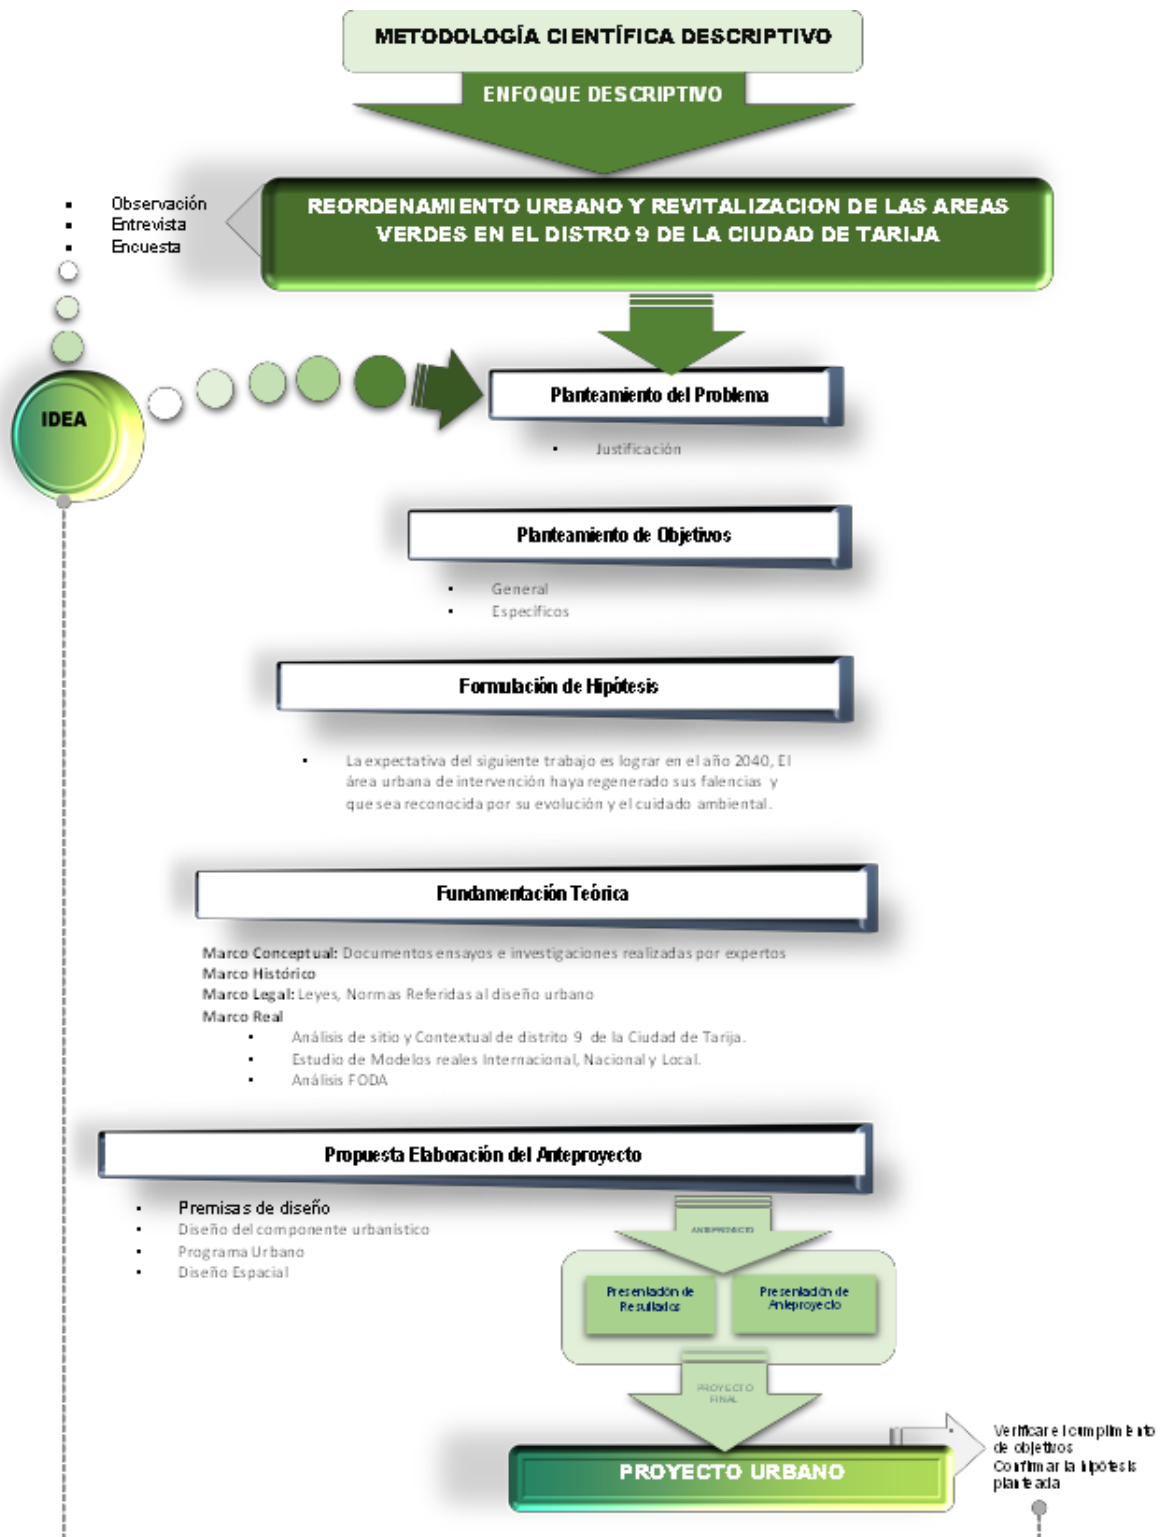 METODOLOGÍA CIENTÍFICA DESCRIPTIVO
ENFOQUE DESCRIPTIVO
REORDENAMIENTO URBANO Y REVITALIZACION DE LAS AREAS
VERDES EN EL DISTRO 9 DE LA CIUDAD DE TARIJA
▪ Observación
▪ Entrevista
▪ Encuesta
IDEA
Planteamiento del Problema
▪ Justificación
Planteamiento de Objetivos
▪ General
▪ Específicos
Formulación de Hipótesis
▪ La expectativa del siguiente trabajo es lograr en el año 2040, El
área urbana de intervención haya regenerado sus falencias y
que sea reconocida por su evolución y el cuidado ambiental.
Fundamentación Teórica
Marco Conceptual: Documentos ensayos e investigaciones realizadas por expertos
Marco Histórico
Marco Legal: Leyes, Normas Referidas al diseño urbano
Marco Real
▪ Análisis de sitio y Contextual de distrito 9 de la Ciudad de Tarija.
▪ Estudio de Modelos reales Internacional, Nacional y Local.
▪ Análisis FODA
Propuesta Elaboración del Anteproyecto
▪ Premisas de diseño
▪ Diseño del componente urbanístico
▪ Programa Urbano
▪ Diseño Espacial
ANTEPROYECTO
Presentación de
Resultados
Presentación de
Anteproyecto
PROYECTO
FINAL
PROYECTO URBANO
Verificar el cumplimiento
de objetivos
Confirmar la hipótesis
planteada